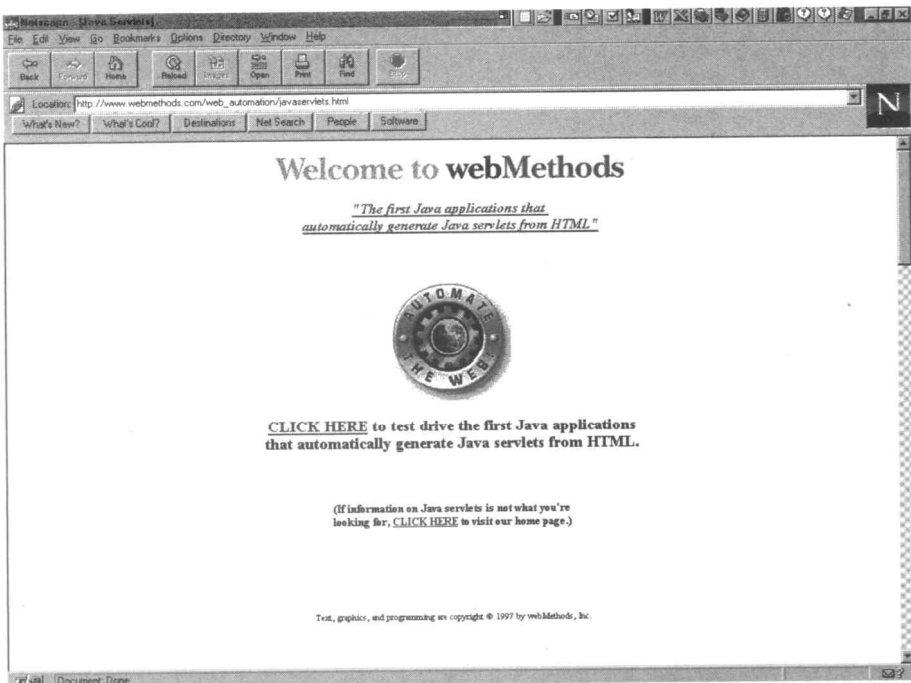 Netscape - [Java Servlets]
File Edit View Go Bookmarks Options Directory Window Help
Back Forward Home Reload Images Open Print Find Stop
Location: http://www.webmethods.com/web_automation/javaservlets.html
N
What's New? What's Cool? Destinations Net Search People Software
Welcome to webMethods
"The first Java applications that
automatically generate Java servlets from HTML"
AUTOMATE
THE WEB!
CLICK HERE to test drive the first Java applications
that automatically generate Java servlets from HTML.
(If information on Java servlets is not what you're
looking for, CLICK HERE to visit our home page.)
Text, graphics, and programming are copyright © 1997 by webMethods, Inc.
Document: Done